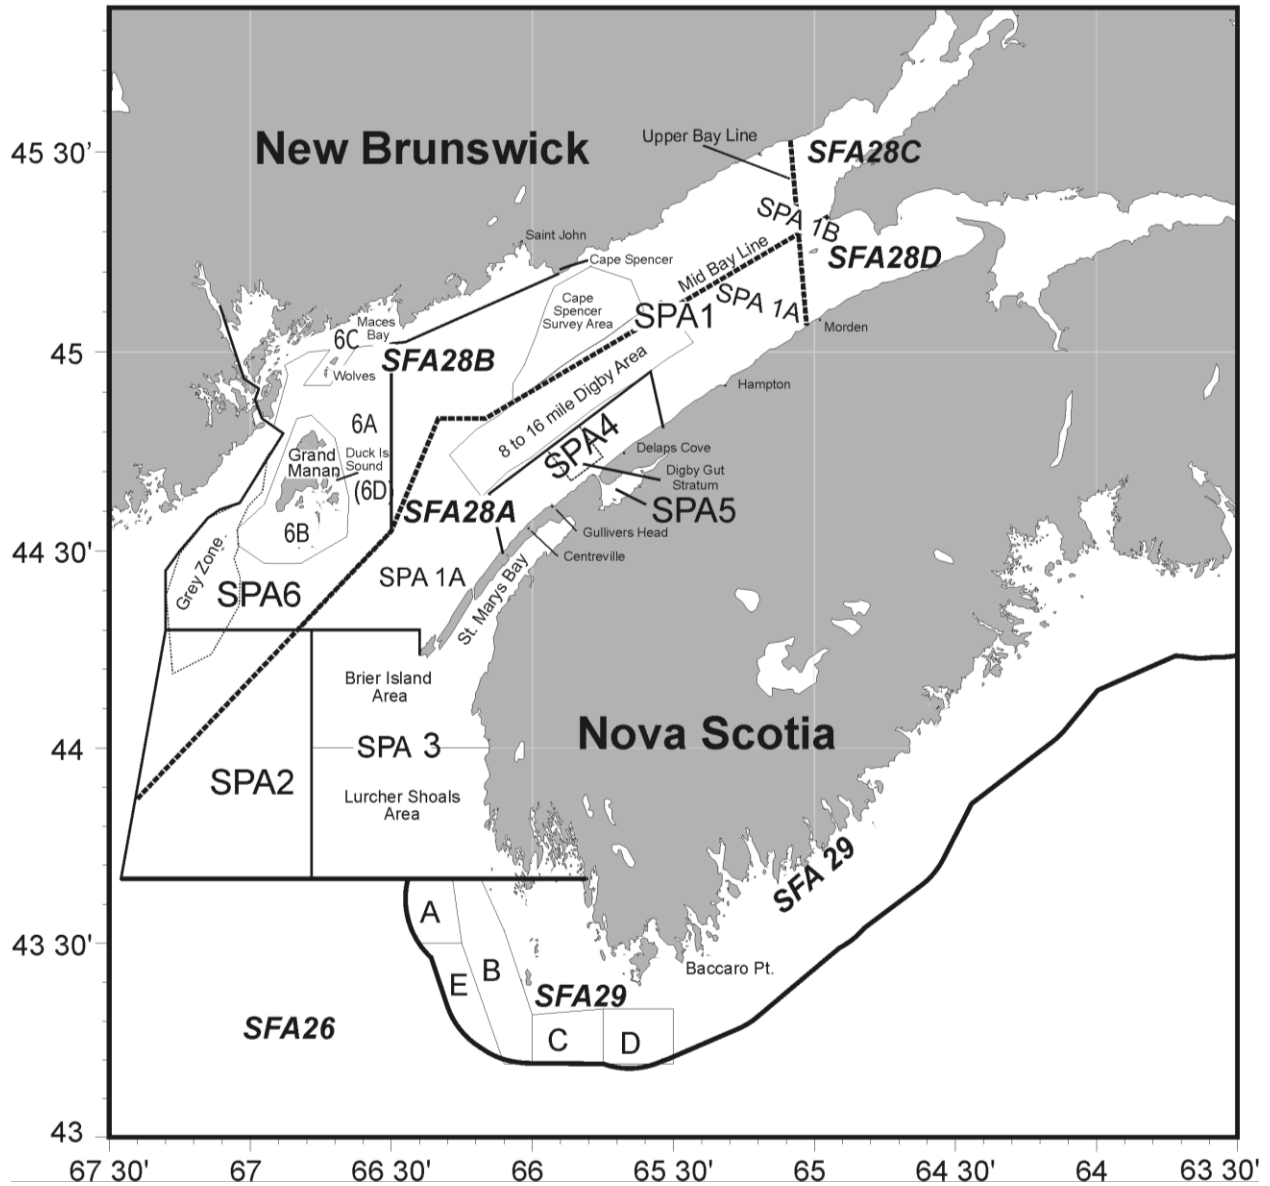 45 30'
New Brunswick
Upper Bay Line
SFA28C
SPA 1B
Saint John
Cape Spencer
Mid Bay Line
SFA28D
Cape
Spencer
Survey Area
SPA 1A
SPA1
Maces
Bay
6C
Morden
45
SFA28B
Wolves
8 to 16 mile Digby Area
Hampton
6A
SPA4
Grand
Manan
Duck Is
Sound
Delaps Cove
Digby Gut
Stratum
(6D)
SFA28A
SPA5
6B
Gullivers Head
44 30'
Grey Zone
Centreville
SPA6
SPA 1A
St. Marys Bay
Brier Island
Area
Nova Scotia
44
SPA 3
SPA2
Lurcher Shoals
Area
SFA 29
A
43 30'
B
Baccaro Pt.
E
SFA29
SFA26
C
D
43
67 30'
67
66 30'
66
65 30'
65
64 30'
64
63 30'